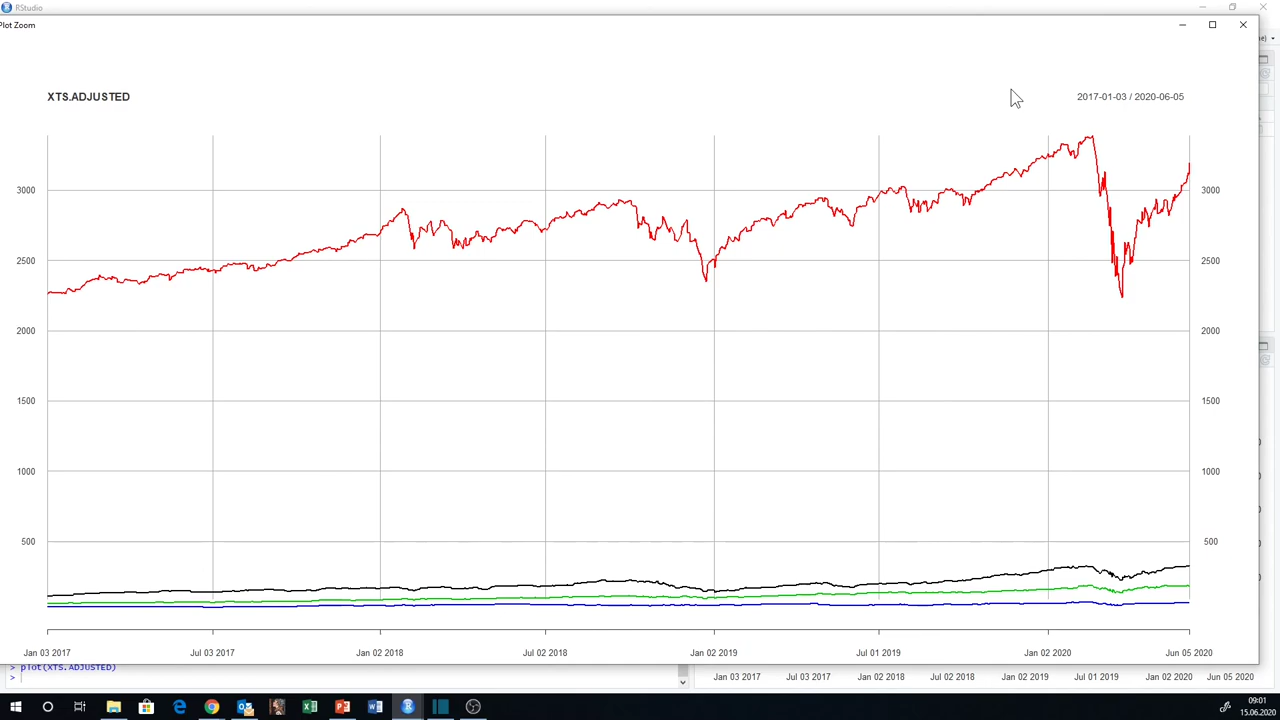 RStudio
Plot Zoom
XTS.ADJUSTED
2017-01-03 / 2020-06-05
3000
3000
2500
2500
2000
2000
1500
1500
1000
1000
500
500
Jan 03 2017
Jul 03 2017
Jan 02 2018
Jul 02 2018
Jan 02 2019
Jul 01 2019
Jan 02 2020
Jun 05 2020
> plot(XTS.ADJUSTED)
>
Jan 03 2017
Jul 03 2017
Jan 02 2018
Jul 02 2018
Jan 02 2019
Jul 01 2019
Jan 02 2020
Jun 05 2020
09:01
15.06.2020